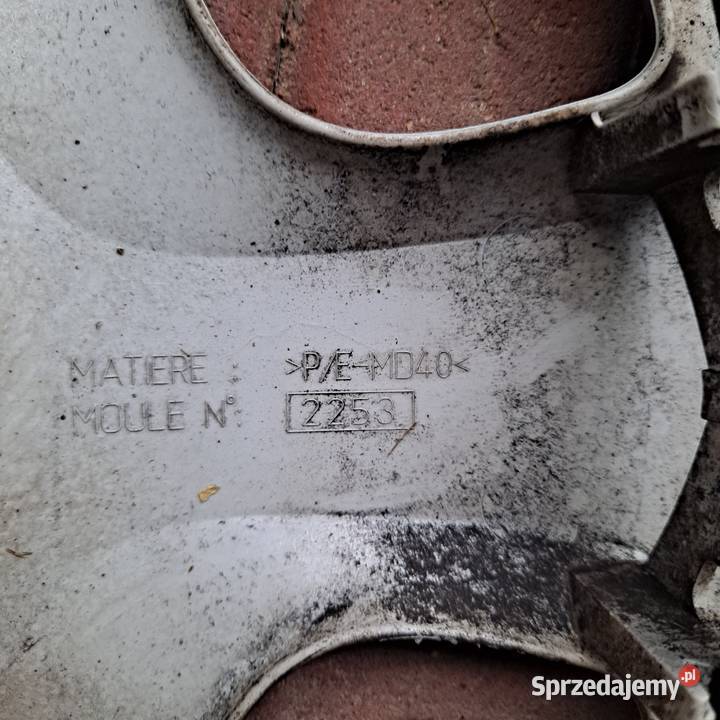 MATIERE : >P/E-MD40<
MOULE N°: 2253
Sprzedajemy.pl